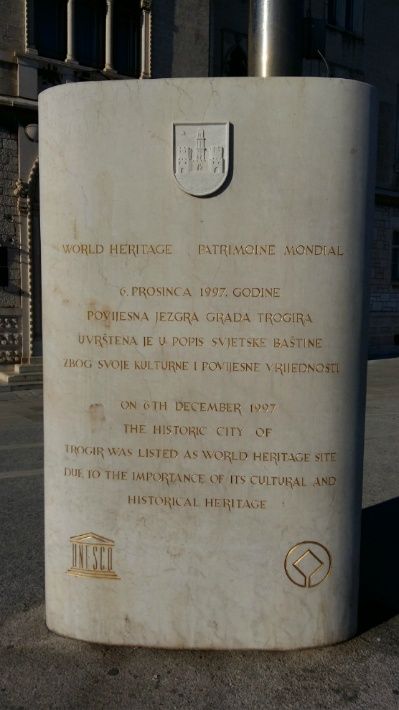 WORLD HERITAGE PATRIMOINE MONDIAL
6. PROSINCA 1997. GODINE
POVIJESNA JEZGRA GRADA TROGIRA
UVRŠTENA JE U POPIS SVJETSKE BAŠTINE
ZBOG SVOJE KULTURNE I POVIJESNE VRIJEDNOSTI
ON 6TH DECEMBER 1997
THE HISTORIC CITY OF
TROGIR WAS LISTED AS WORLD HERITAGE SITE
DUE TO THE IMPORTANCE OF ITS CULTURAL AND
HISTORICAL HERITAGE
UNESCO